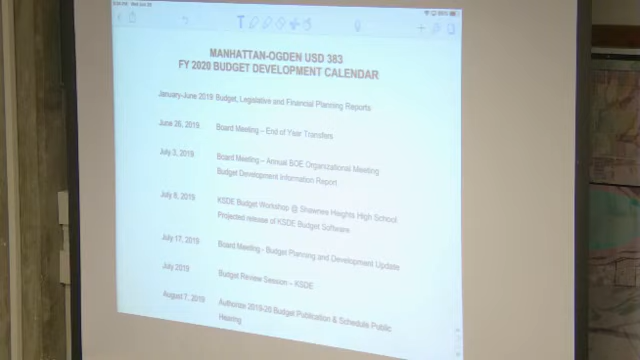 MANHATTAN-OGDEN USD 383
FY 2020 BUDGET DEVELOPMENT CALENDAR
January-June 2019 Budget, Legislative and Financial Planning Reports
June 26, 2019 Board Meeting – End of Year Transfers
July 3, 2019 Board Meeting – Annual BOE Organizational Meeting
Budget Development Information Report
KSDE Budget Workshop @ Shawnee Heights High School
Projected release of KSDE Budget Software
July 17, 2019 Board Meeting - Budget Planning and Development Update
July 2019 Budget Review Session – KSDE
August 7, 2019 Authorize 2019-20 Budget Publication & Schedule Public
Hearing